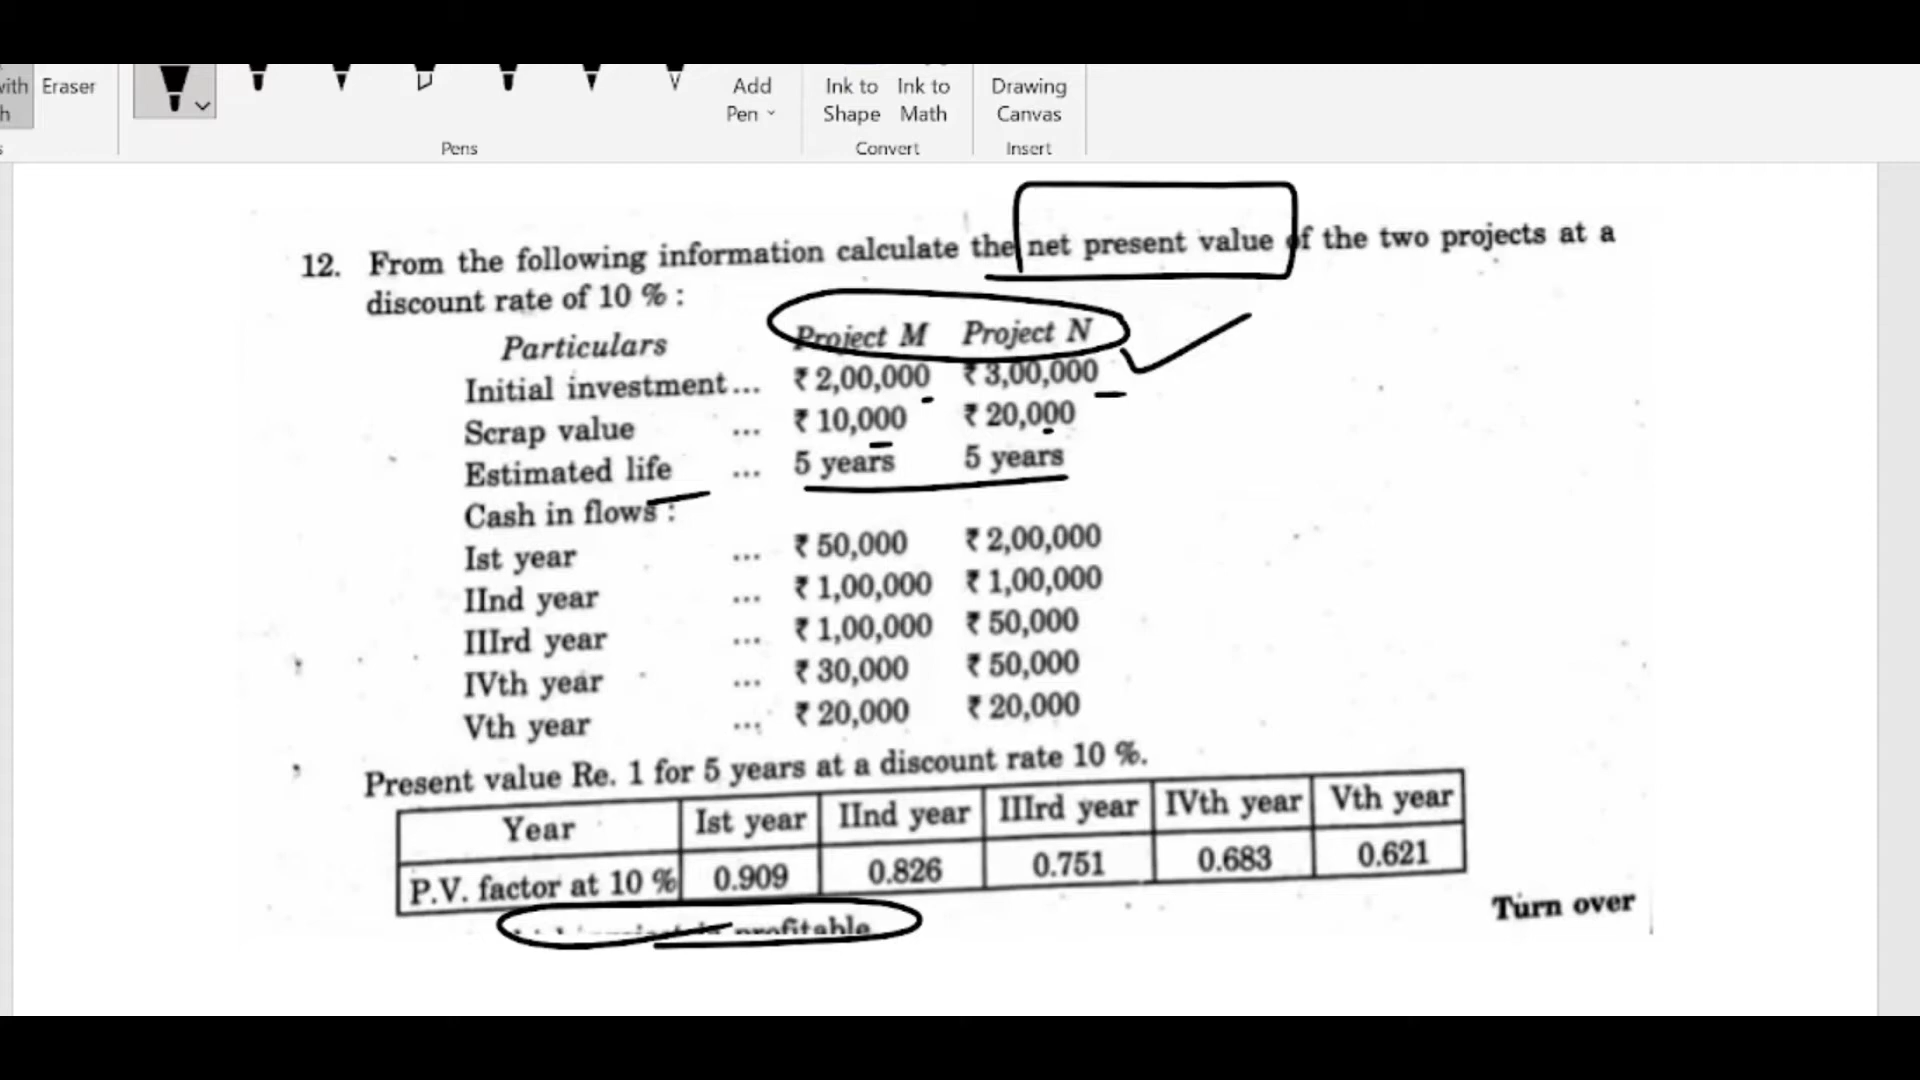 with Eraser
h
s
Add
Pen
Pens
Ink to Shape
Ink to Math
Convert
Drawing
Canvas
Insert
12. From the following information calculate the net present value of the two projects at a
discount rate of 10 % :
Particulars Project M Project N
Initial investment ... ₹ 2,00,000 ₹ 3,00,000
Scrap value ... ₹ 10,000 ₹ 20,000
Estimated life ... 5 years 5 years
Cash in flows :
Ist year ... ₹ 50,000 ₹ 2,00,000
IInd year ... ₹ 1,00,000 ₹ 1,00,000
IIIrd year ... ₹ 1,00,000 ₹ 50,000
IVth year ... ₹ 30,000 ₹ 50,000
Vth year ... ₹ 20,000 ₹ 20,000
Present value Re. 1 for 5 years at a discount rate 10 %.
Year Ist year IInd year IIIrd year IVth year Vth year
P.V. factor at 10 % 0.909 0.826 0.751 0.683 0.621
profitable
Turn over